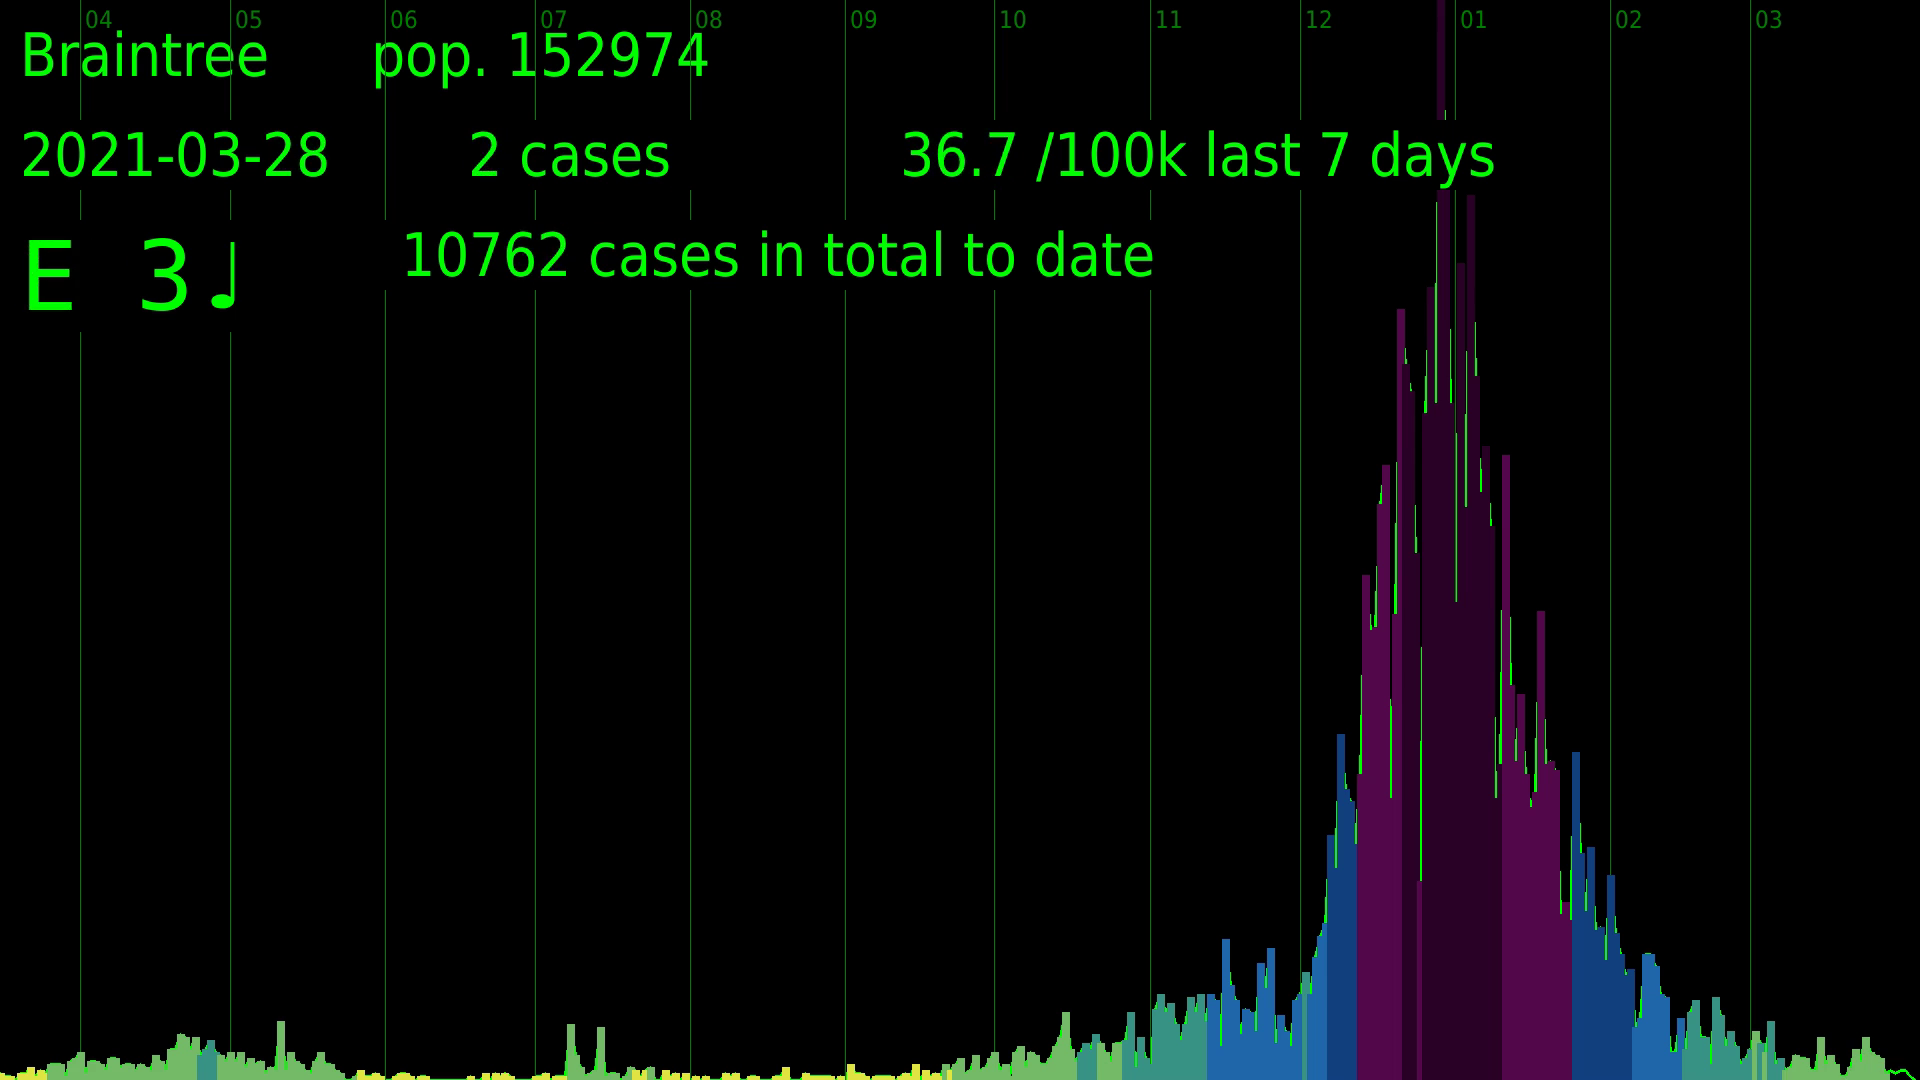 04 05 06 07 08 09 10 11 12 01 02 03
Braintree pop. 152974
2021-03-28 2 cases 36.7 /100k last 7 days
E 3♩ 10762 cases in total to date